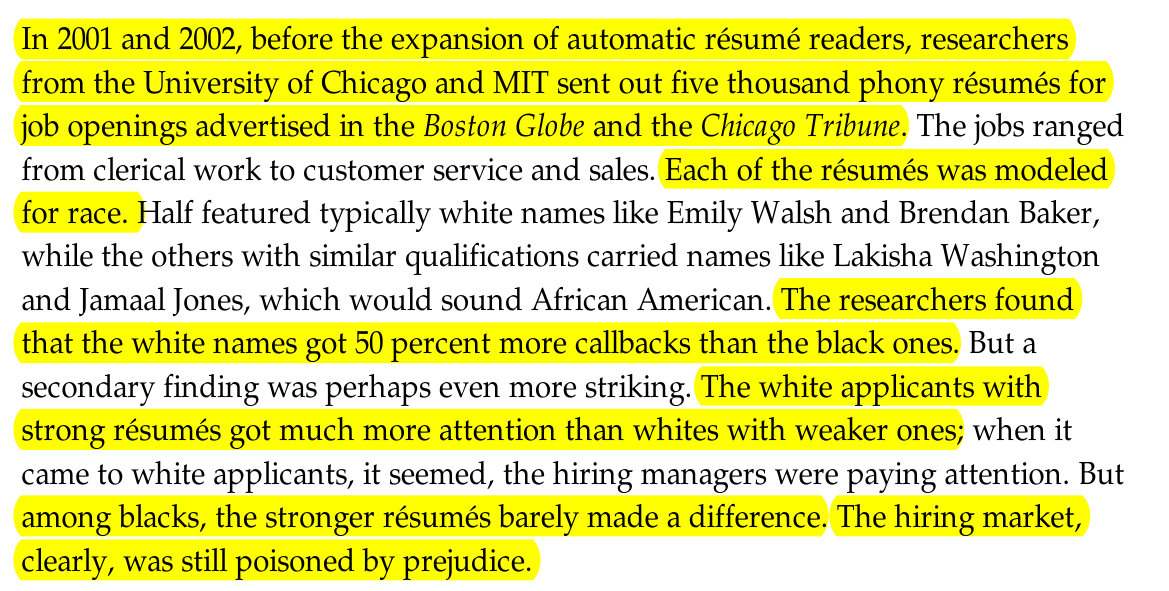 In 2001 and 2002, before the expansion of automatic résumé readers, researchers
from the University of Chicago and MIT sent out five thousand phony résumés for
job openings advertised in the Boston Globe and the Chicago Tribune. The jobs ranged
from clerical work to customer service and sales. Each of the résumés was modeled
for race. Half featured typically white names like Emily Walsh and Brendan Baker,
while the others with similar qualifications carried names like Lakisha Washington
and Jamaal Jones, which would sound African American. The researchers found
that the white names got 50 percent more callbacks than the black ones. But a
secondary finding was perhaps even more striking. The white applicants with
strong résumés got much more attention than whites with weaker ones; when it
came to white applicants, it seemed, the hiring managers were paying attention. But
among blacks, the stronger résumés barely made a difference. The hiring market,
clearly, was still poisoned by prejudice.